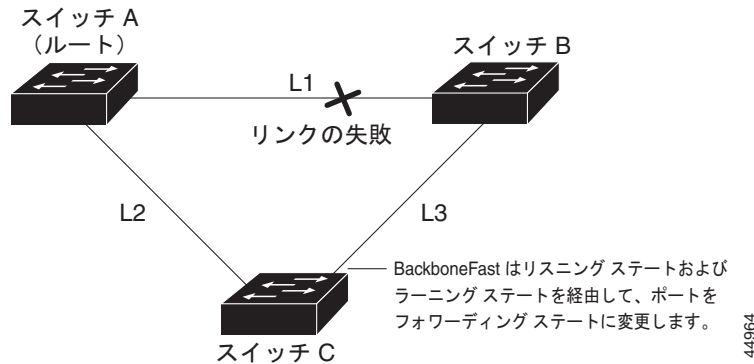 スイッチ A
（ルート）
スイッチ B
L1
リンクの失敗
L2
L3
BackboneFast はリスニング ステートおよび
ラーニング ステートを経由して、ポートを
フォワーディング ステートに変更します。
スイッチ C
44964